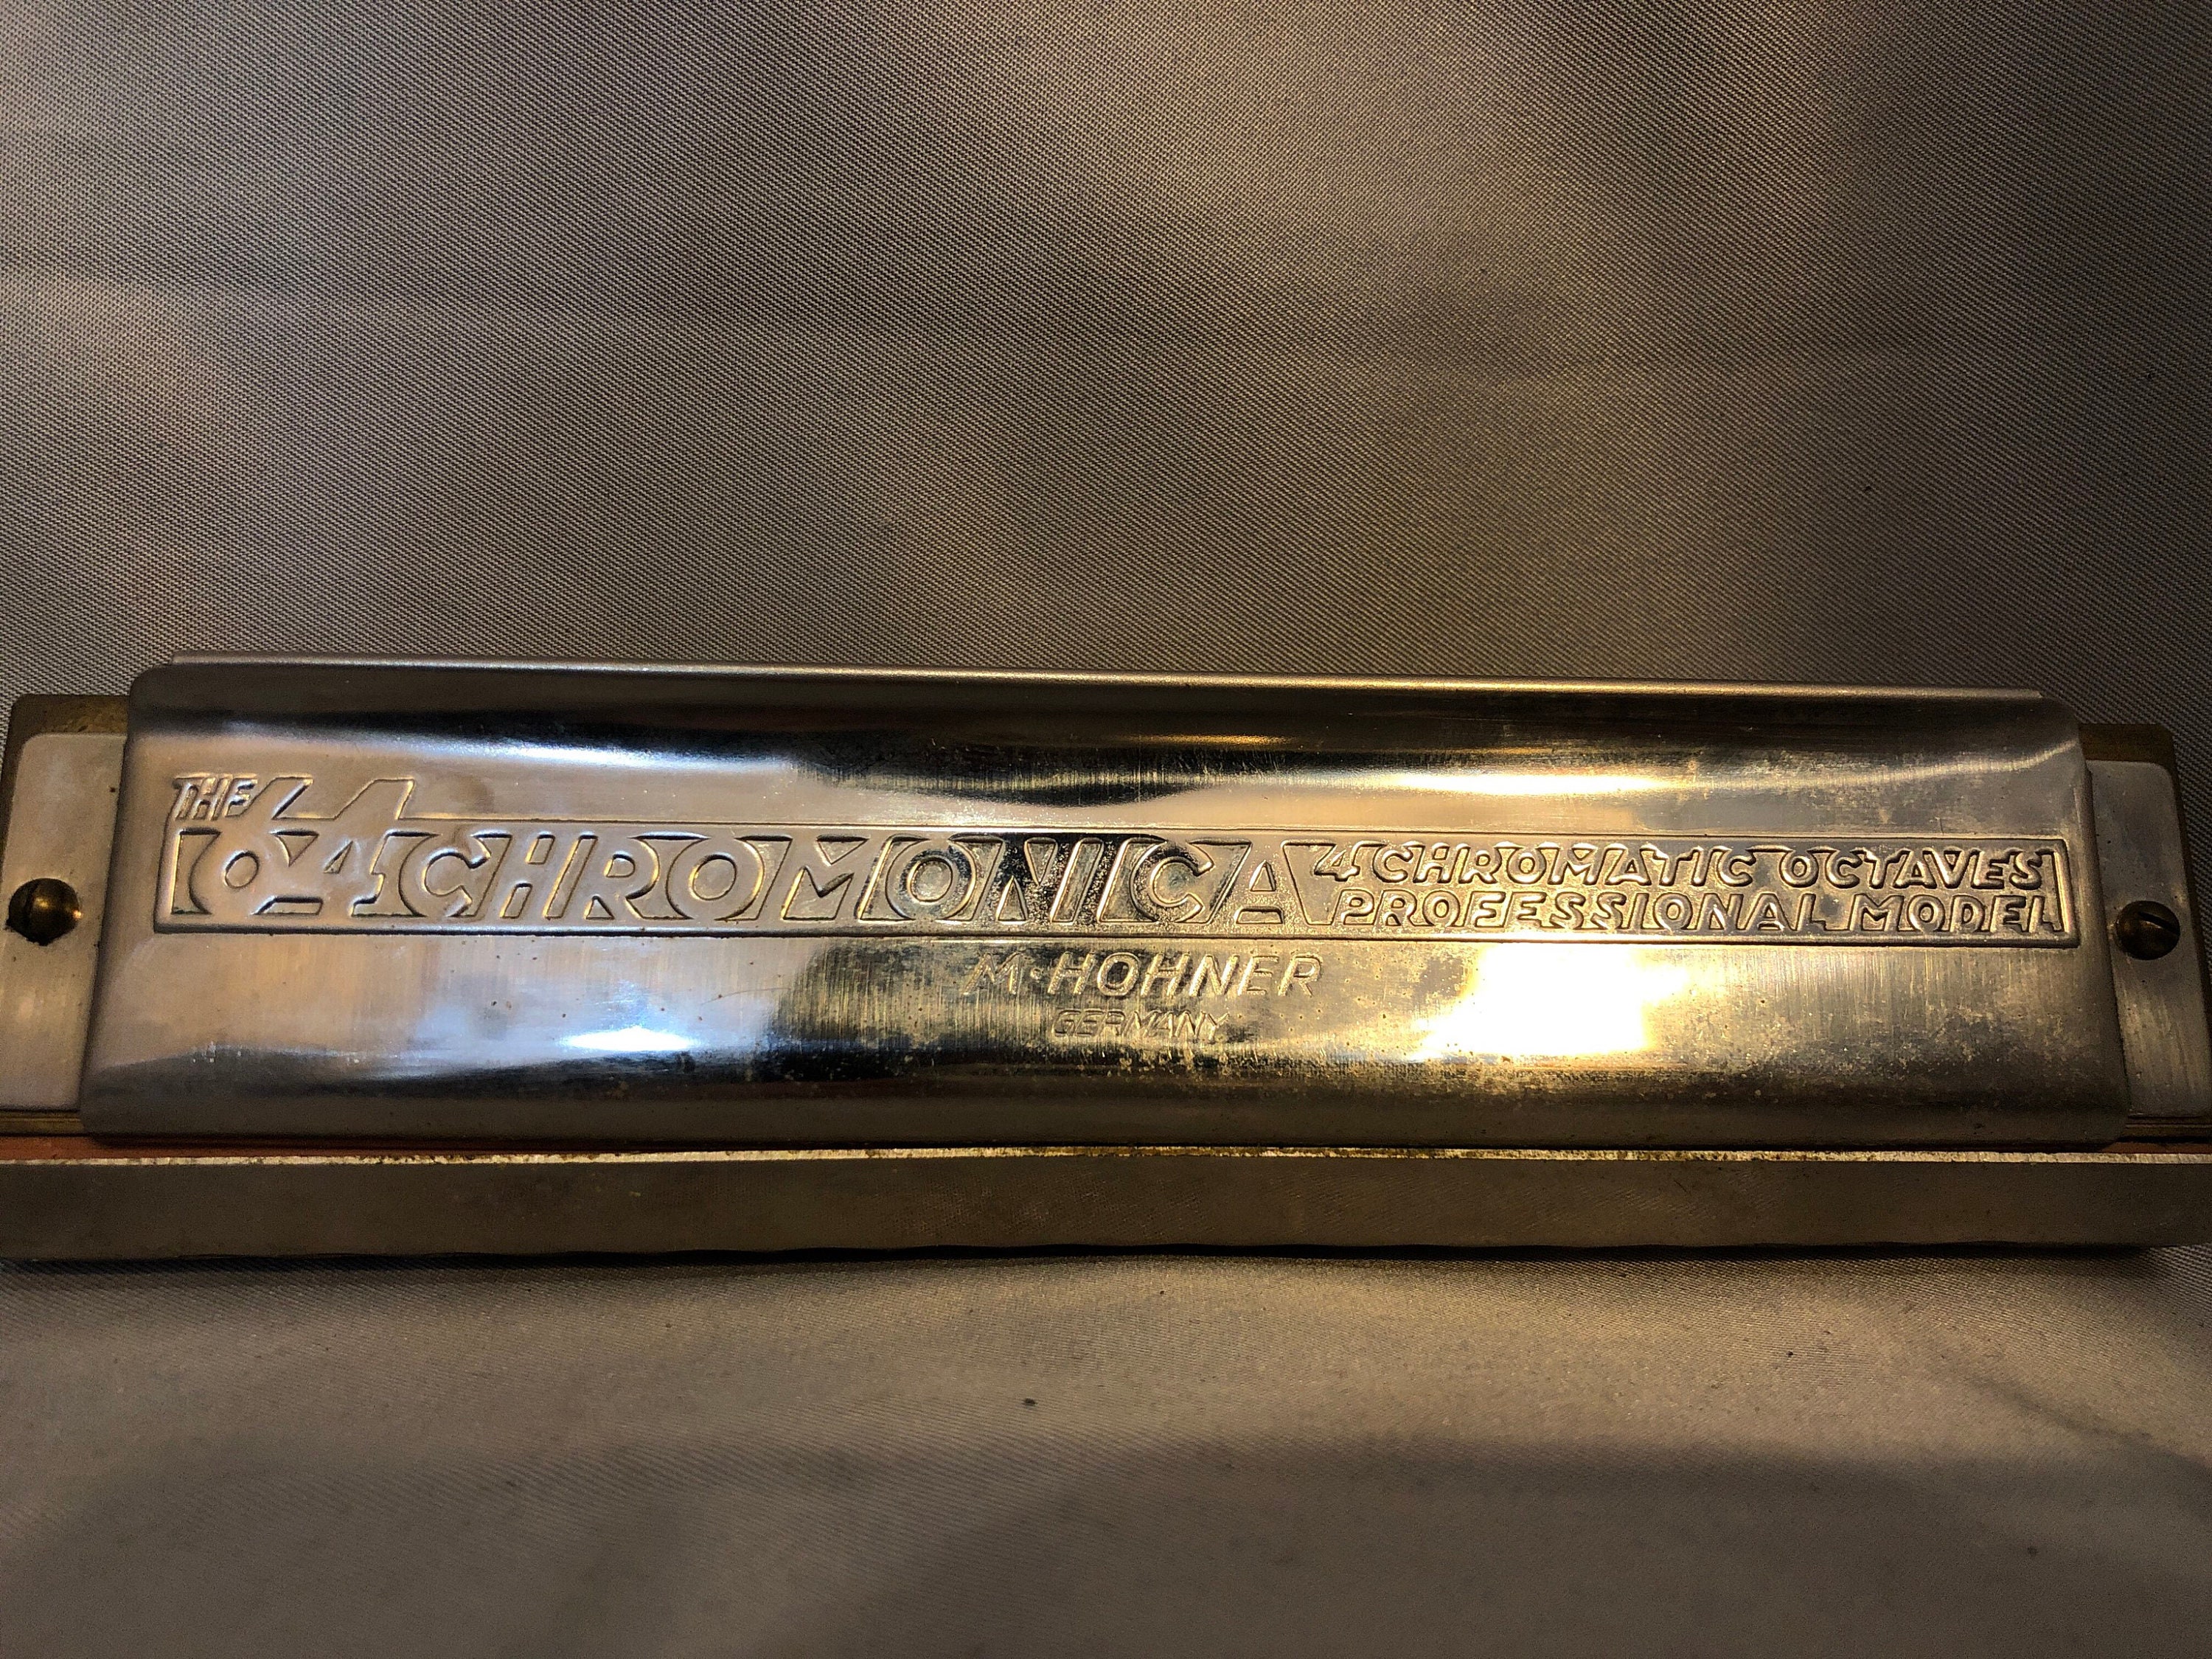 THE
64 CHROMONICA
4 CHROMATIC OCTAVES
PROFESSIONAL MODEL
M·HOHNER
GERMANY